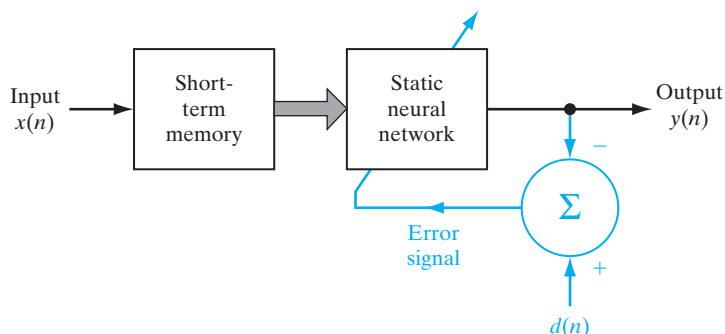 Input
x(n)
Short-
term
memory
Static
neural
network
Output
y(n)
−
Σ
Error
signal
+
d(n)